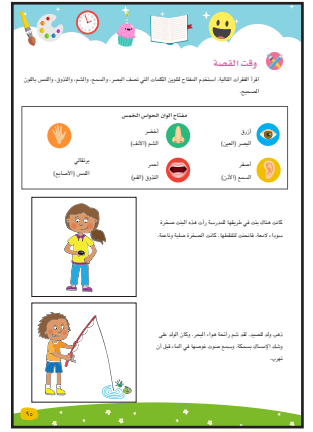 وقت القصة
اقرأ الفقرات التالية. استخدم المفتاح لتلوين الكلمات التي تصف البصر، والسمع، والشم، والتذوق، واللمس باللون
الصحيح.
مفتاح ألوان الحواس الخمس
أزرق
البصر (العين)
أخضر
الشم (الأنف)
برتقالي
اللمس (الأصابع)
أصفر
السمع (الأذن)
أحمر
التذوق (الفم)
كانت هناك بنت في طريقها للمدرسة رأت هذه البنت صخرة
سوداء لامعة، فانحنت لتلتقطها. كانت الصخرة صلبة وناعمة.
ذهب ولد للصيد. لقد شم رائحة هواء البحر. وكان الولد على
وشك الإمساك بسمكة، وسمع صوت غوصها في الماء قبل أن
تهرب.
٩٥